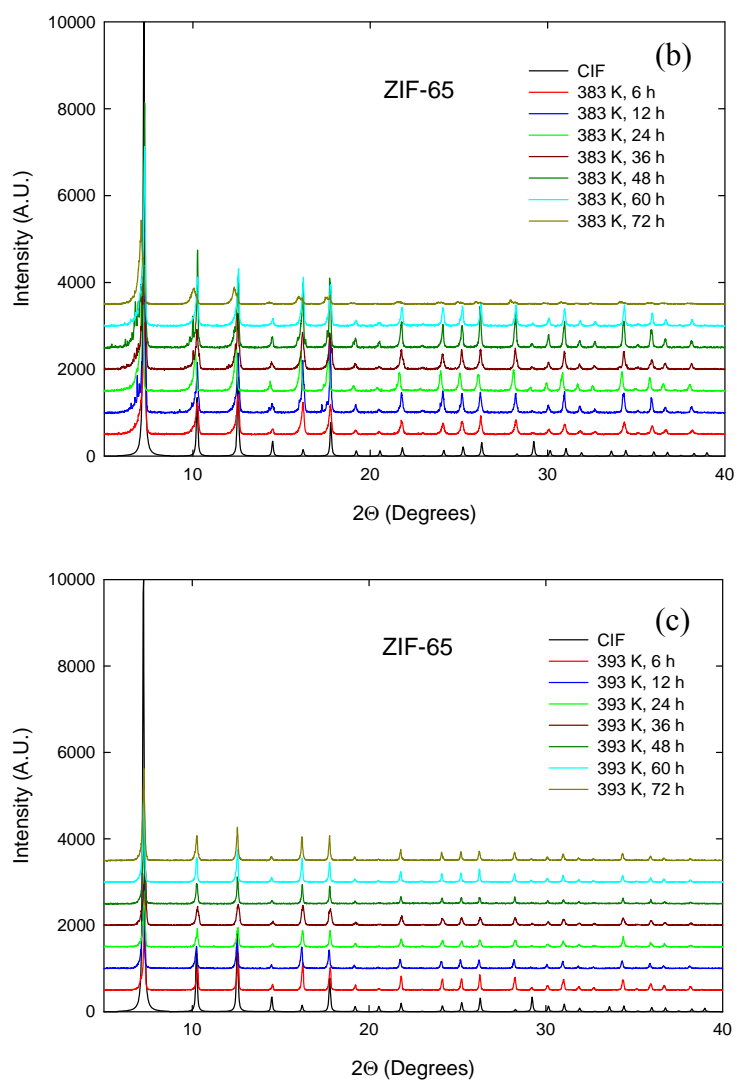 10000
(b)
ZIF-65
CIF
383 K, 6 h
383 K, 12 h
383 K, 24 h
383 K, 36 h
383 K, 48 h
383 K, 60 h
383 K, 72 h
8000
6000
4000
2000
0
Intensity (A.U.)
10
20
30
40
2Θ (Degrees)
10000
(c)
ZIF-65
CIF
393 K, 6 h
393 K, 12 h
393 K, 24 h
393 K, 36 h
393 K, 48 h
393 K, 60 h
393 K, 72 h
8000
6000
4000
2000
0
Intensity (A.U.)
10
20
30
40
2Θ (Degrees)